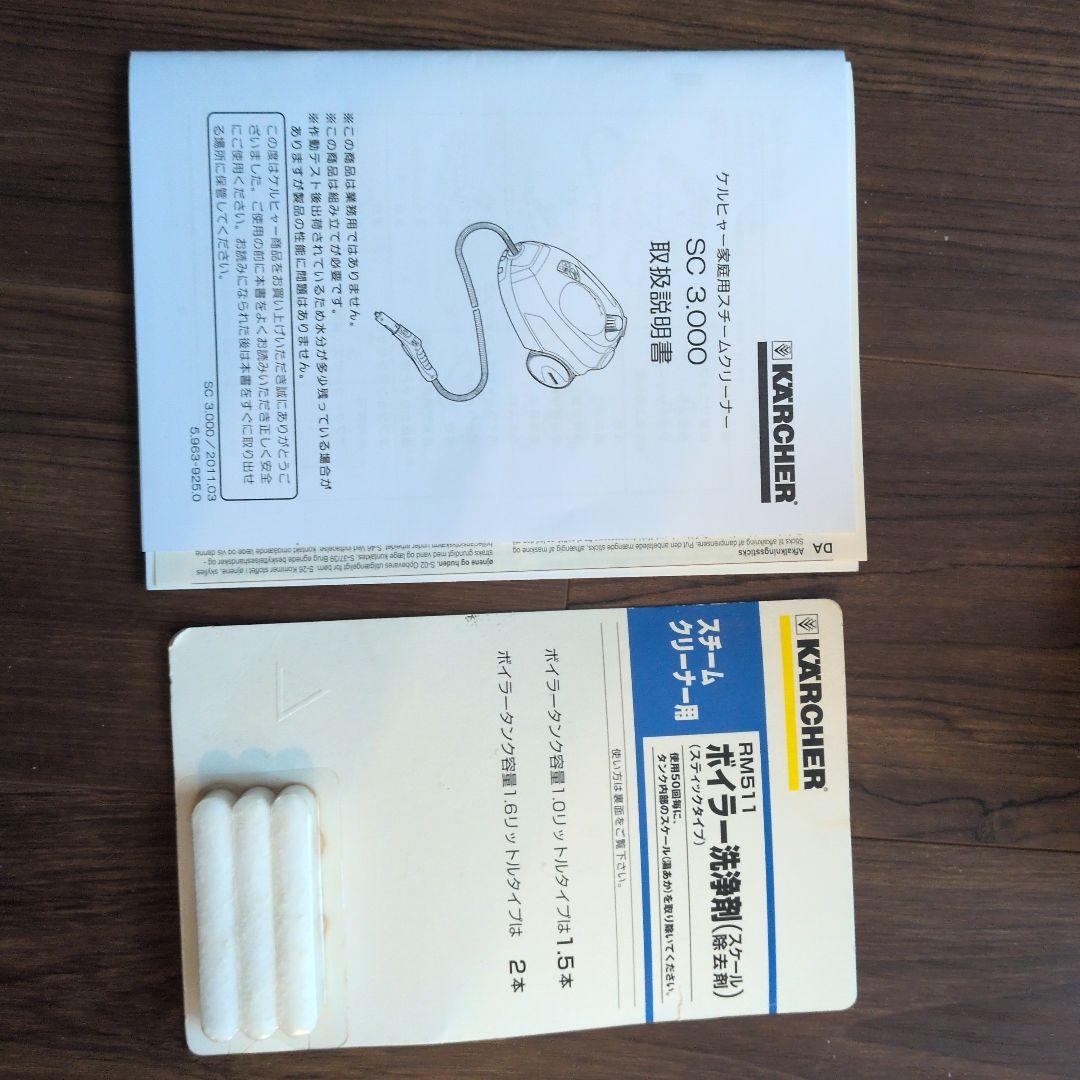 KÄRCHER
ケルヒャー家庭用スチームクリーナー
SC 3.000
取扱説明書
※この商品は業務用ではありません。
※この商品は組み立てが必要です。
※作動テスト後出荷されているため水分が多少残っている場合が
ありますが製品の性能に問題はありません。
この度はケルヒャー商品をお買い上げいただき誠にありがとうご
ざいました。ご使用の前に本書をよくお読みいただき正しく安全
にご使用ください。お読みになられた後は本書をすぐに取り出せ
る場所に保管してください。
SC 3.000/2011.03
5.963-925.0
DA
Afkalkningssticks
KÄRCHER
スチーム
クリーナー用
RM511
ボイラー洗浄剤(スケール除去剤)
(スティックタイプ)
使用50回毎に、
タンク内部のスケール(湯あか)を取り除いてください。
使い方は裏面をご覧下さい。
ボイラータンク容量1.0リットルタイプは1.5本
ボイラータンク容量1.6リットルタイプは 2本